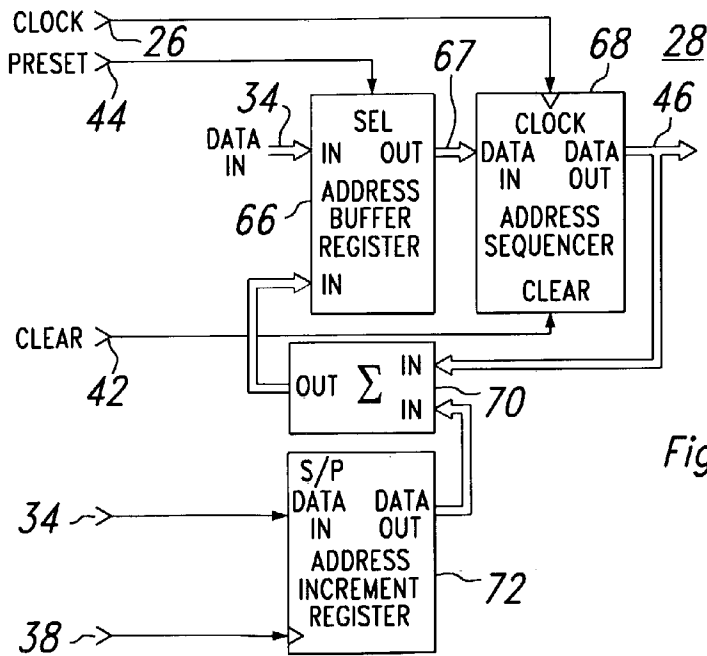 CLOCK
26
PRESET
44
68
28
67
46
34
DATA
IN
SEL
IN OUT
ADDRESS
BUFFER
REGISTER
IN
66
CLOCK
DATA DATA
IN OUT
ADDRESS
SEQUENCER
CLEAR
CLEAR
42
OUT Σ IN
IN
70
Fig
S/P
DATA DATA
IN OUT
ADDRESS
INCREMENT
REGISTER
34
72
38